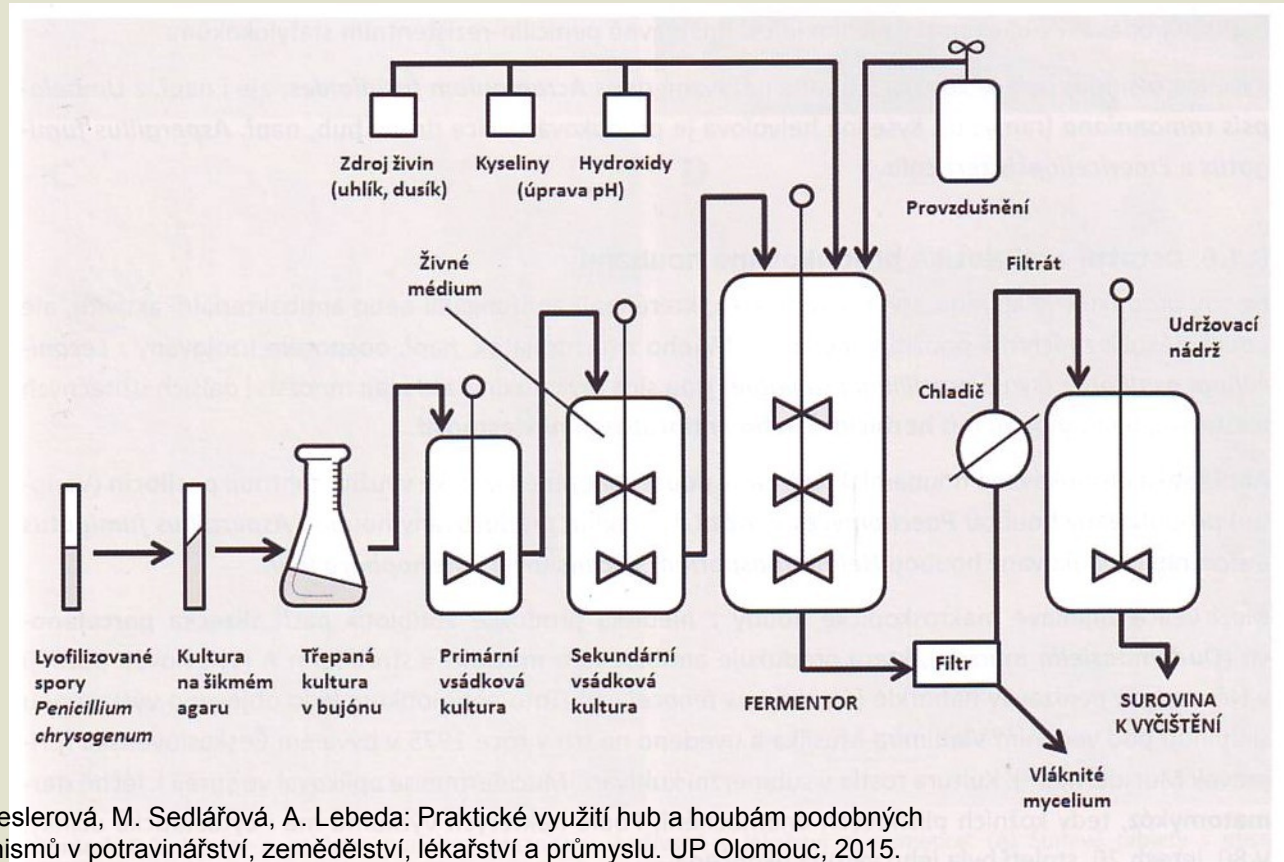 Zdroj živin
(uhlík, dusík)
Kyseliny
Hydroxidy
(úprava pH)
Provzdušnění
Živné
médium
Filtrát
Udržovací
nádrž
Chladič
Lyofilizované
spory
Penicillium
chrysogenum
Kultura
na šikmém
agaru
Třepaná
kultura
v bujónu
Primární
vsádková
kultura
Sekundární
vsádková
kultura
FERMENTOR
Filtr
SUROVINA
K VYČIŠTĚNÍ
Vláknité
mycelium
eslerová, M. Sedlářová, A. Lebeda: Praktické využití hub a houbám podobných
nismů v potravinářství, zemědělství, lékařství a průmyslu. UP Olomouc, 2015.